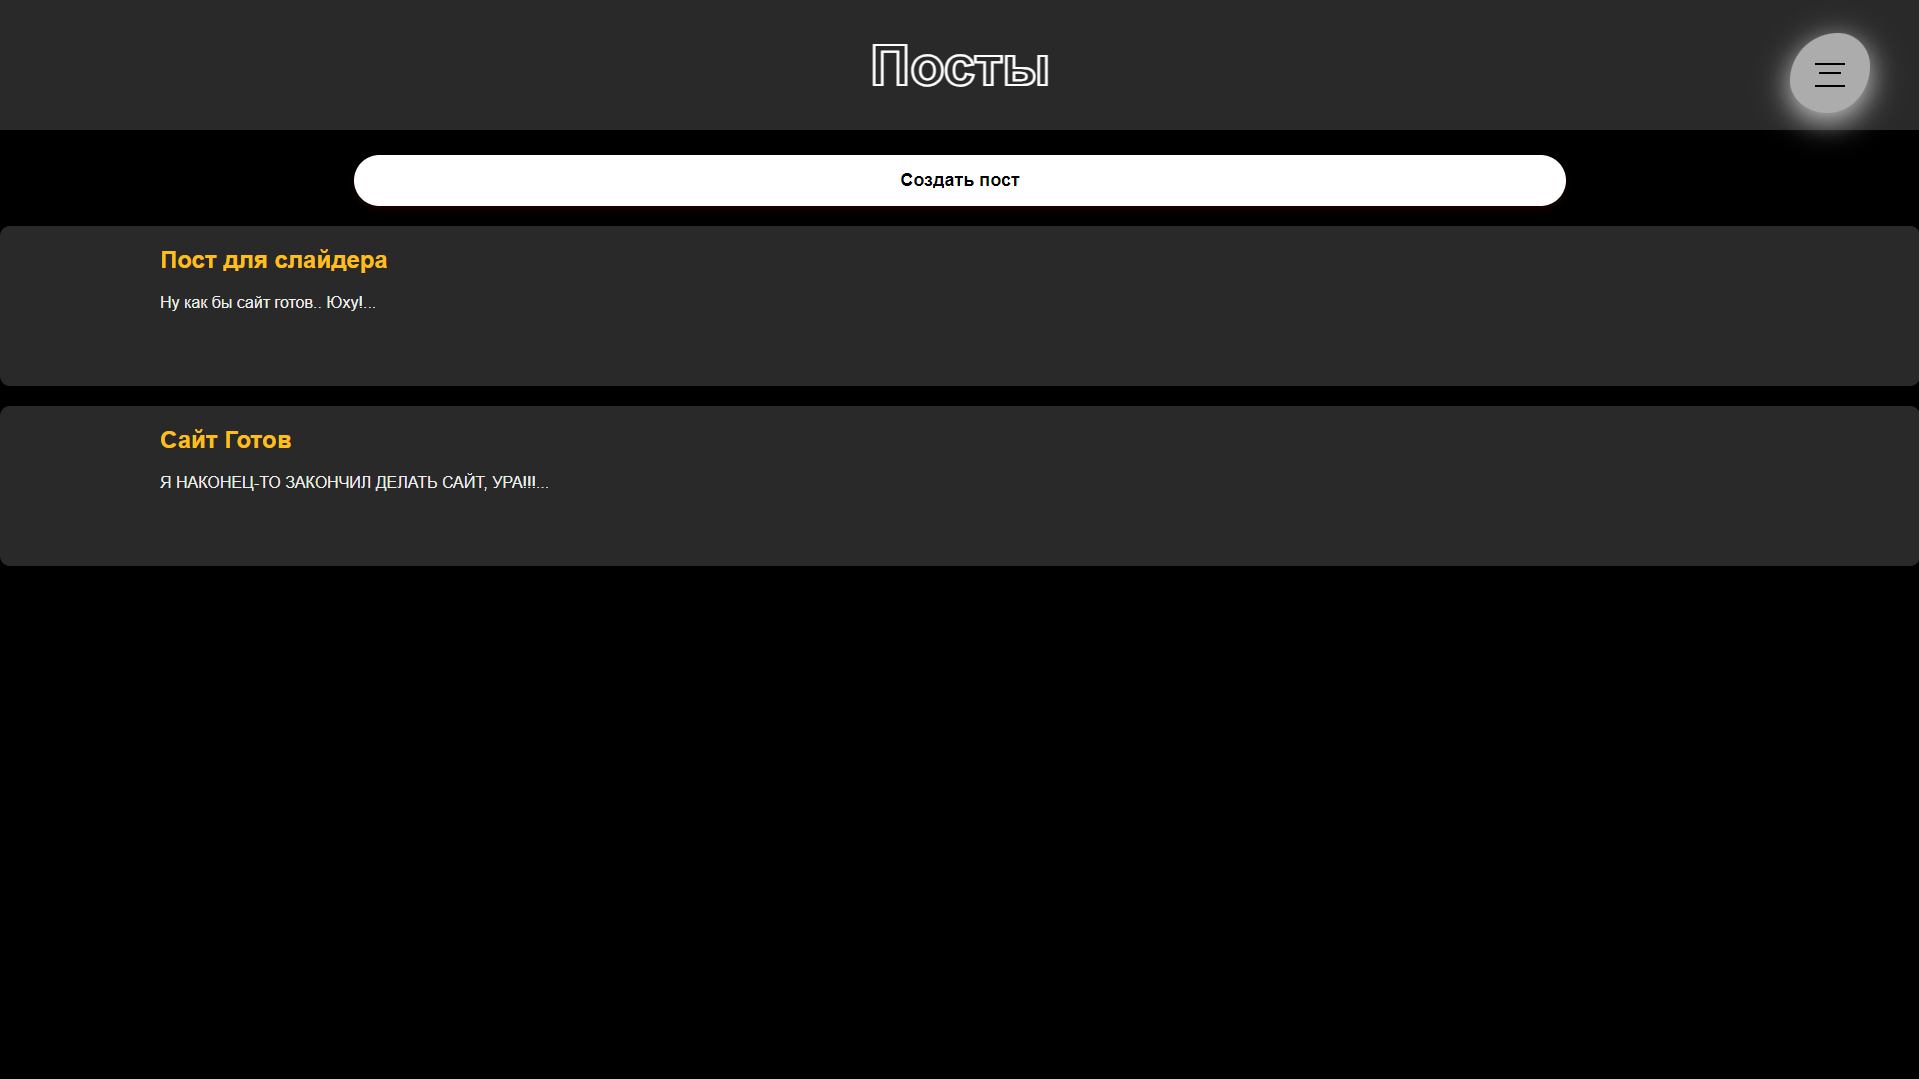 Посты
Создать пост
Пост для слайдера
Ну как бы сайт готов.. Юху!...
Сайт Готов
Я НАКОНЕЦ-ТО ЗАКОНЧИЛ ДЕЛАТЬ САЙТ, УРА!!!...